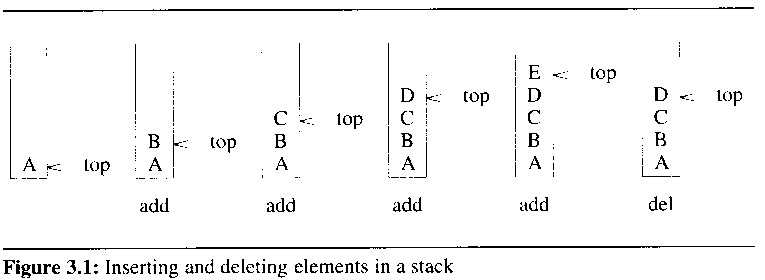 E < top
D < top D D < top
C < top C C C
B < top B B B B
A < top A A A A A
add add add add del
Figure 3.1: Inserting and deleting elements in a stack